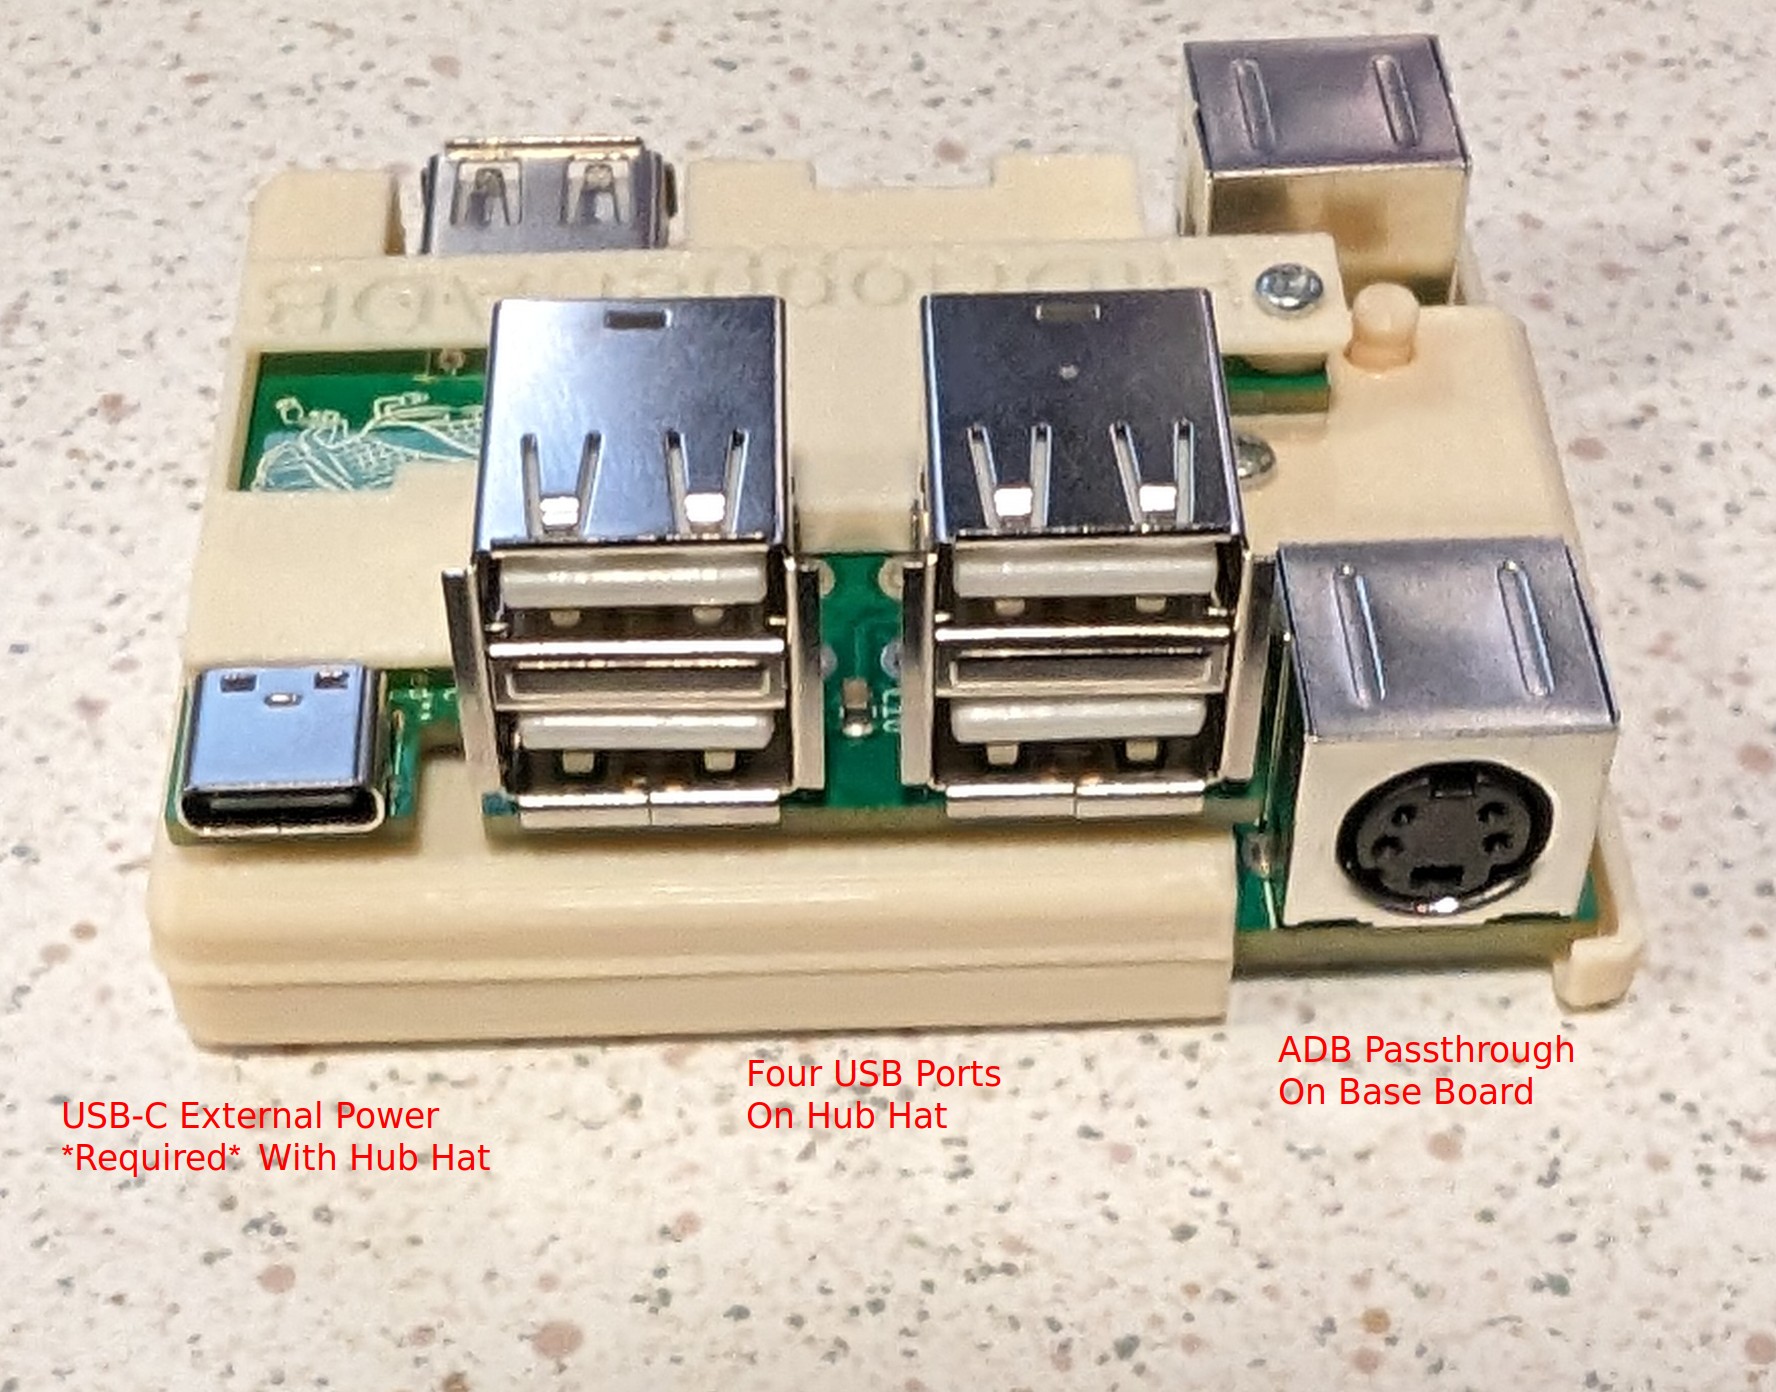 USB-C External Power
*Required* With Hub Hat
Four USB Ports
On Hub Hat
ADB Passthrough
On Base Board